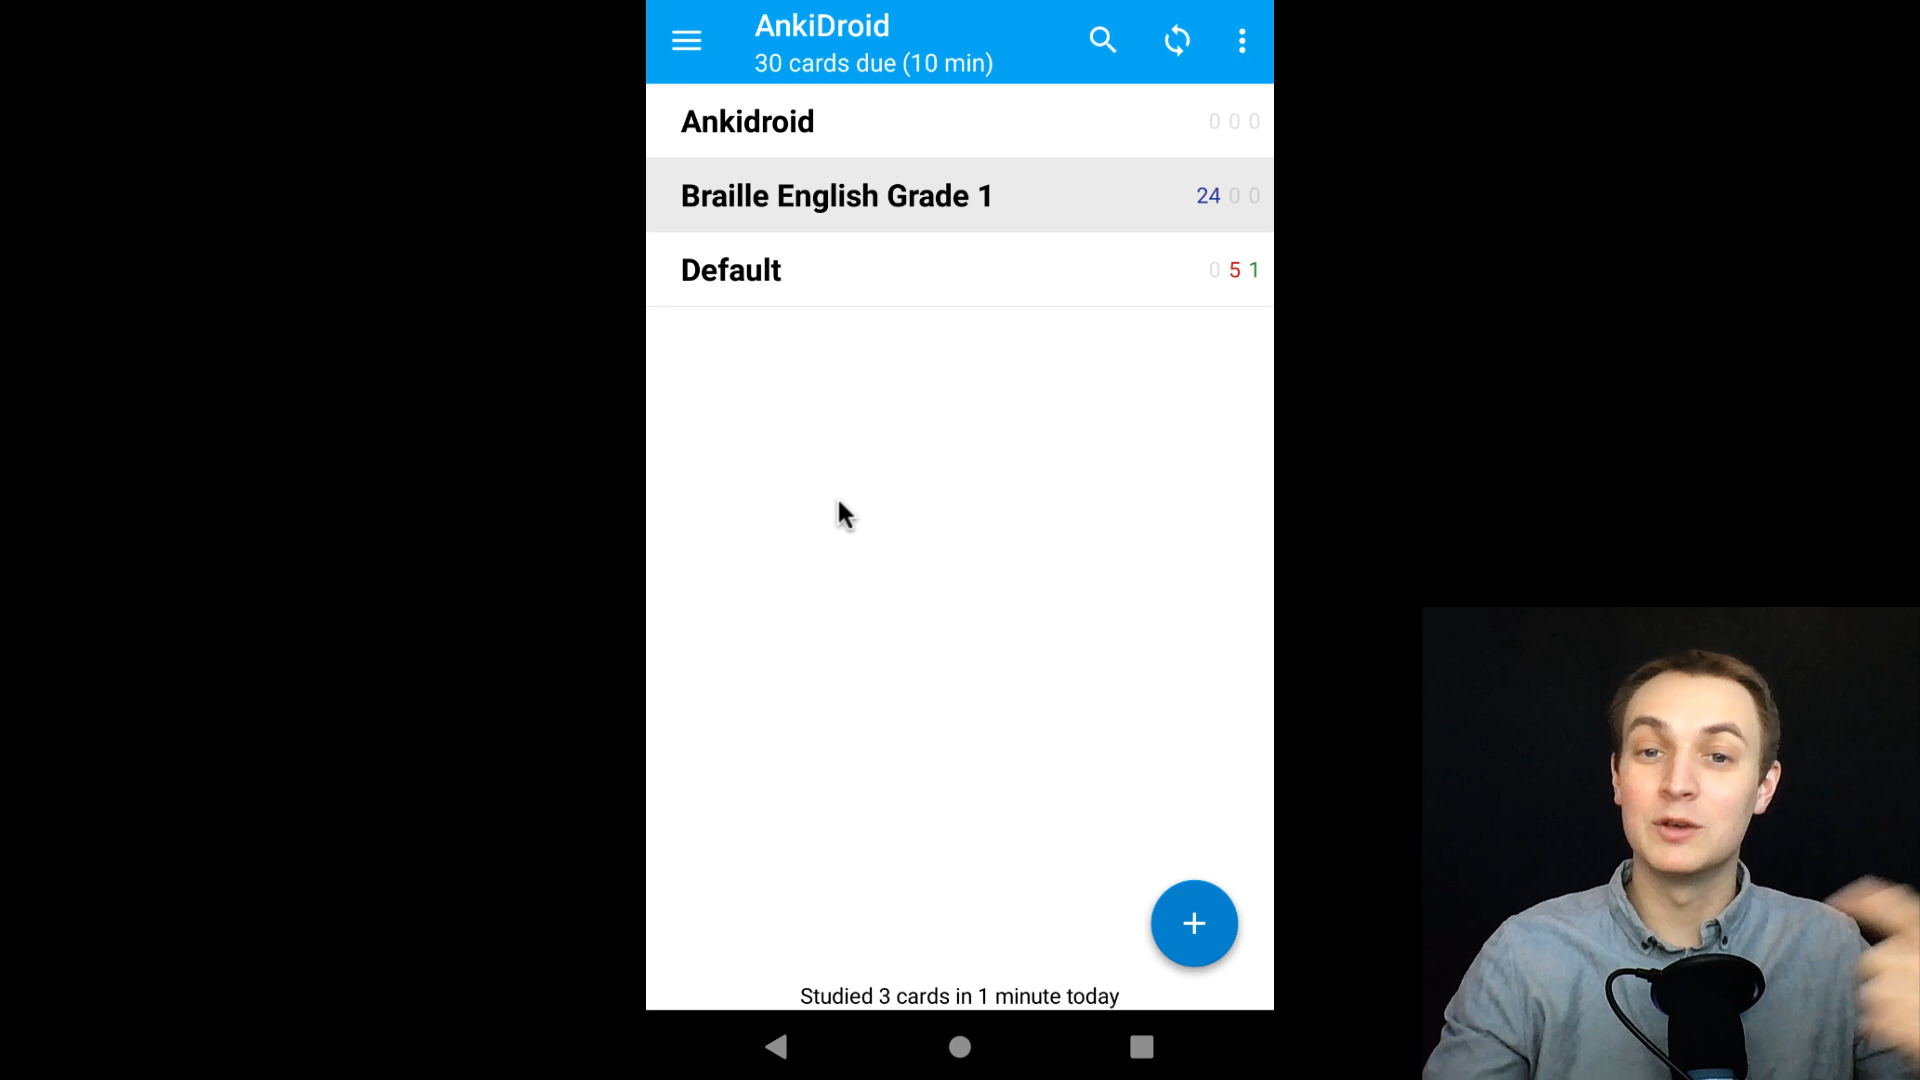 AnkiDroid
30 cards due (10 min)
Ankidroid 0 0 0
Braille English Grade 1 24 0 0
Default 0 5 1
Studied 3 cards in 1 minute today